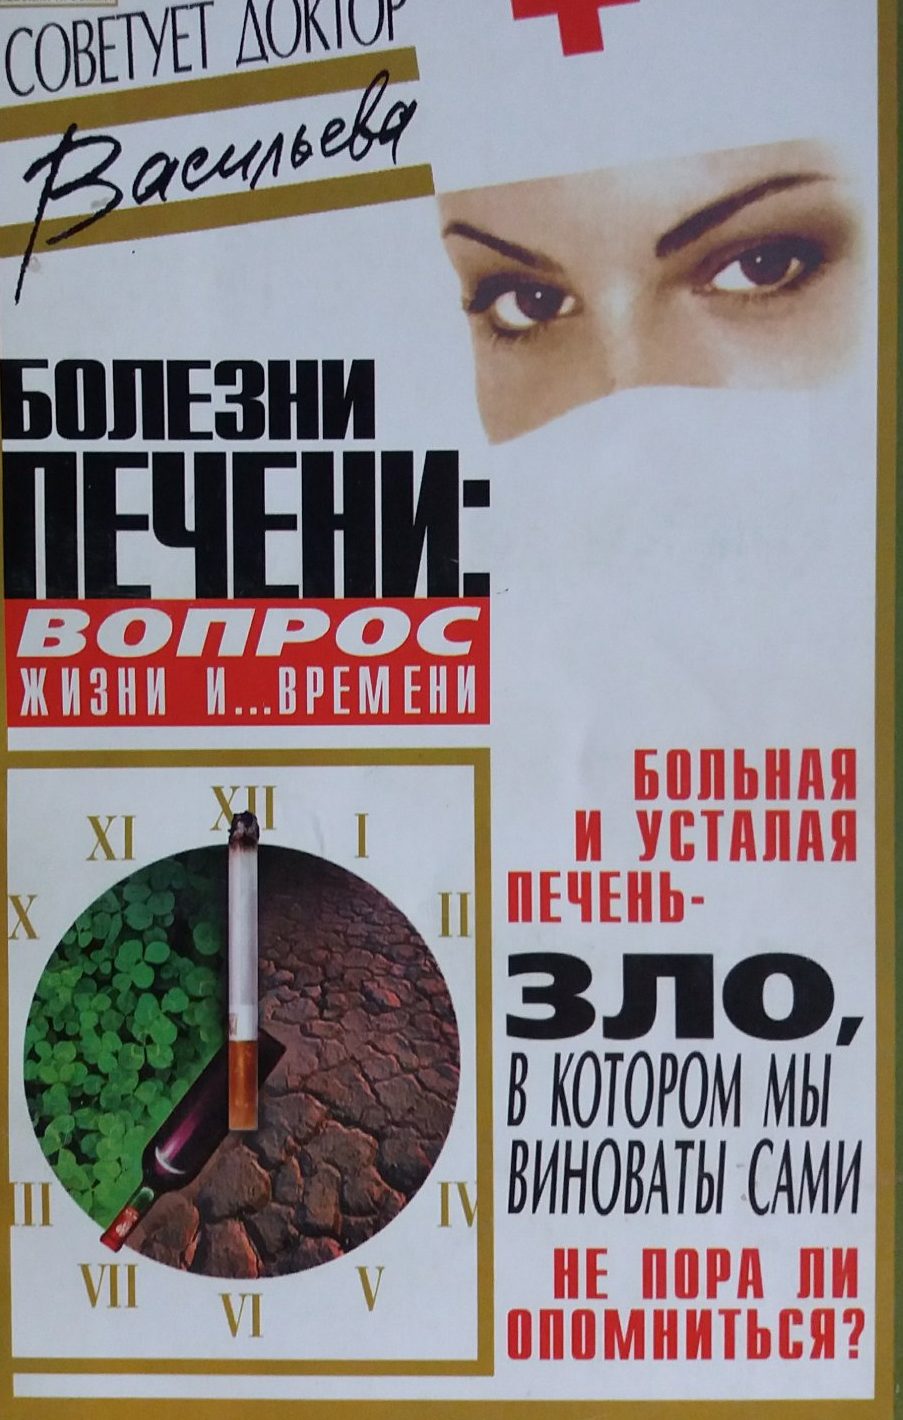 СОВЕТУЕТ ДОКТОР
Васильева
БОЛЕЗНИ
ПЕЧЕНИ:
ВОПРОС
ЖИЗНИ И...ВРЕМЕНИ
БОЛЬНАЯ
И УСТАЛАЯ
ПЕЧЕНЬ-
ЗЛО,
В КОТОРОМ МЫ
ВИНОВАТЫ САМИ
НЕ ПОРА ЛИ
ОПОМНИТЬСЯ?
XII
XI
I
X
II
III
IV
VII
V
VI